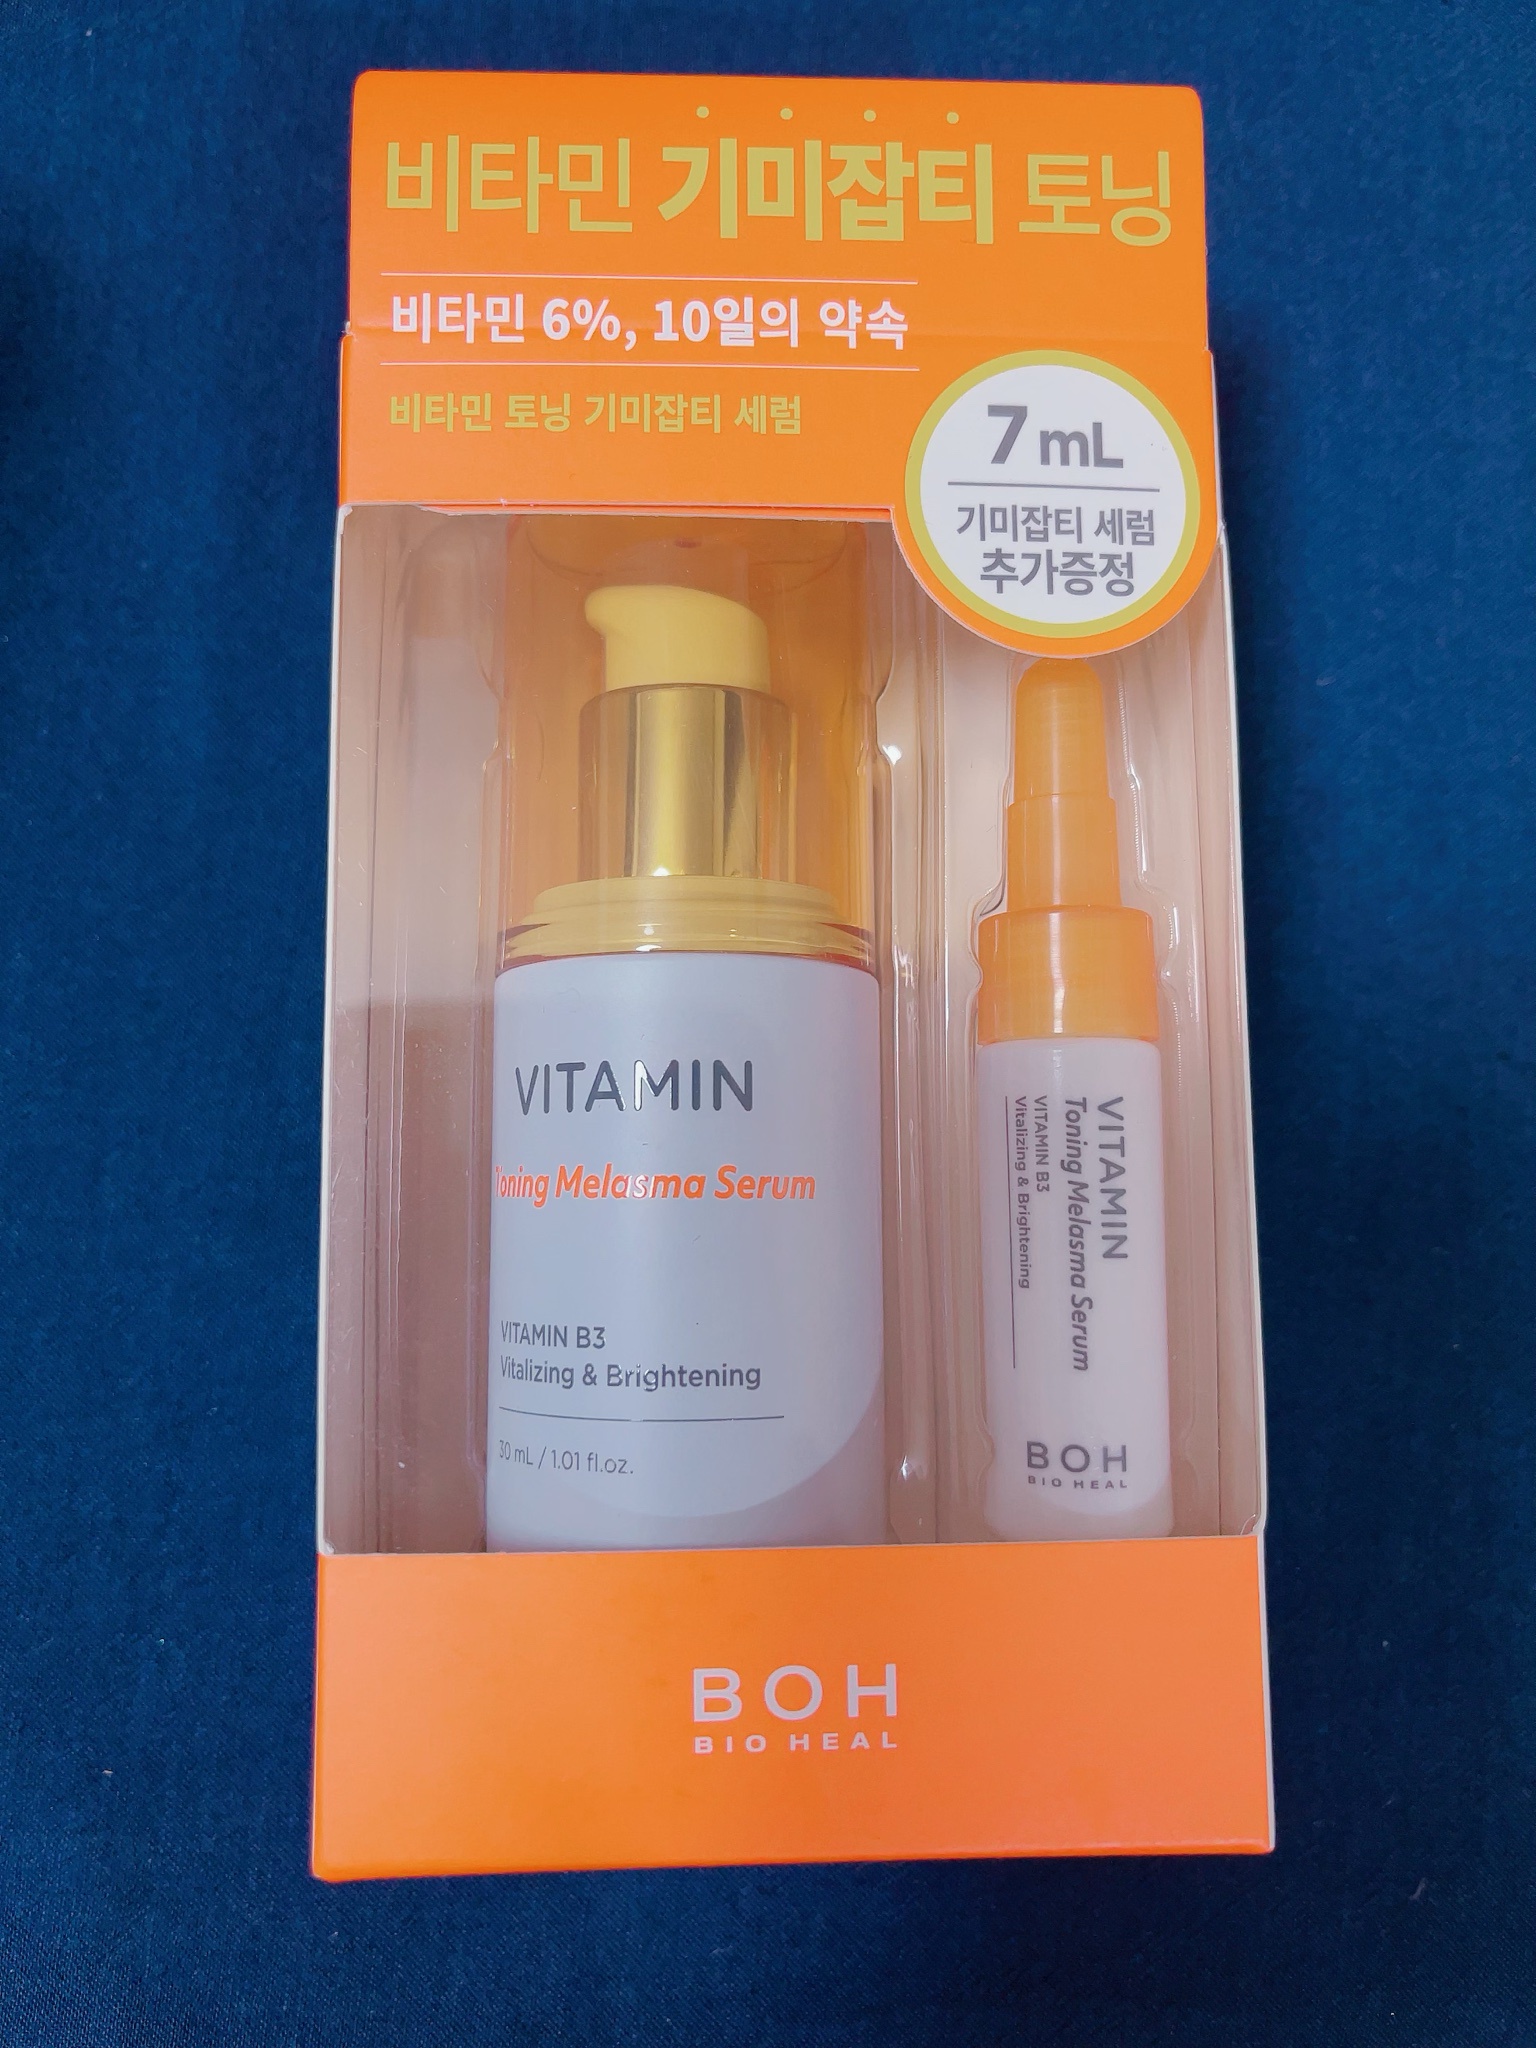 비타민 기미잡티 토닝
비타민 6%, 10일의 약속
비타민 토닝 기미잡티 세럼
7 mL
기미잡티 세럼
추가증정
VITAMIN
Toning Melasma Serum
VITAMIN B3
Vitalizing & Brightening
30 mL / 1.01 fl.oz.
VITAMIN
Toning Melasma Serum
VITAMIN B3
Vitalizing & Brightening
BOH
BIO HEAL
BOH
BIO HEAL